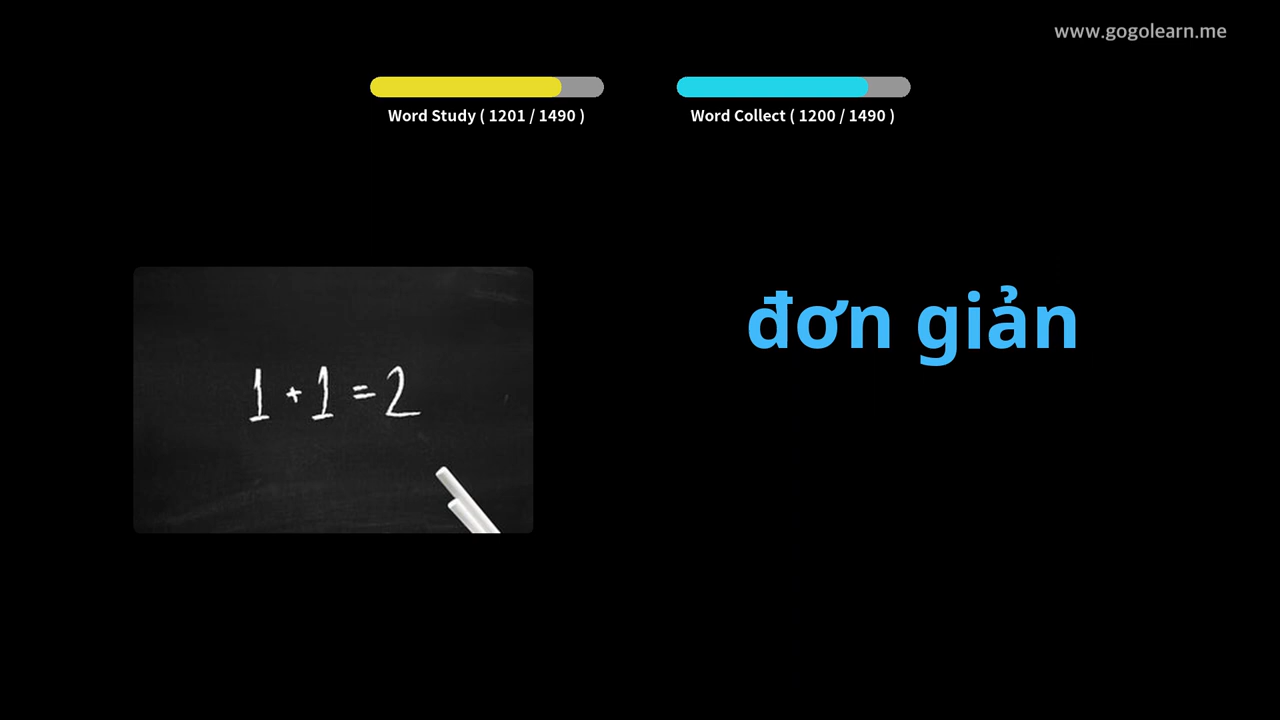 www.gogolearn.me
Word Study ( 1201 / 1490 )
Word Collect ( 1200 / 1490 )
đơn giản
1 + 1 = 2